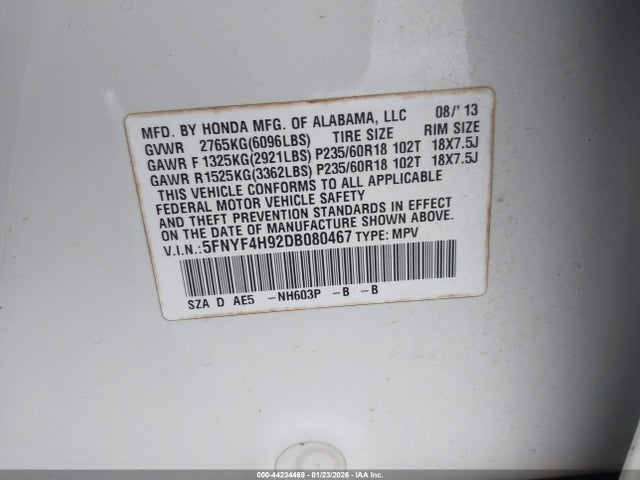 MFD. BY HONDA MFG. OF ALABAMA, LLC 08/'13
GVWR 2765KG(6096LBS) TIRE SIZE RIM SIZE
GAWR F 1325KG(2921LBS) P235/60R18 102T 18X7.5J
GAWR R1525KG(3362LBS) P235/60R18 102T 18X7.5J
THIS VEHICLE CONFORMS TO ALL APPLICABLE
FEDERAL MOTOR VEHICLE SAFETY
AND THEFT PREVENTION STANDARDS IN EFFECT
ON THE DATE OF MANUFACTURE SHOWN ABOVE.
V.I.N.:5FNYF4H92DB080467 TYPE: MPV
SZA D AE5 -NH603P -B -B
000-44234469 | 01/23/2026 - IAA Inc.